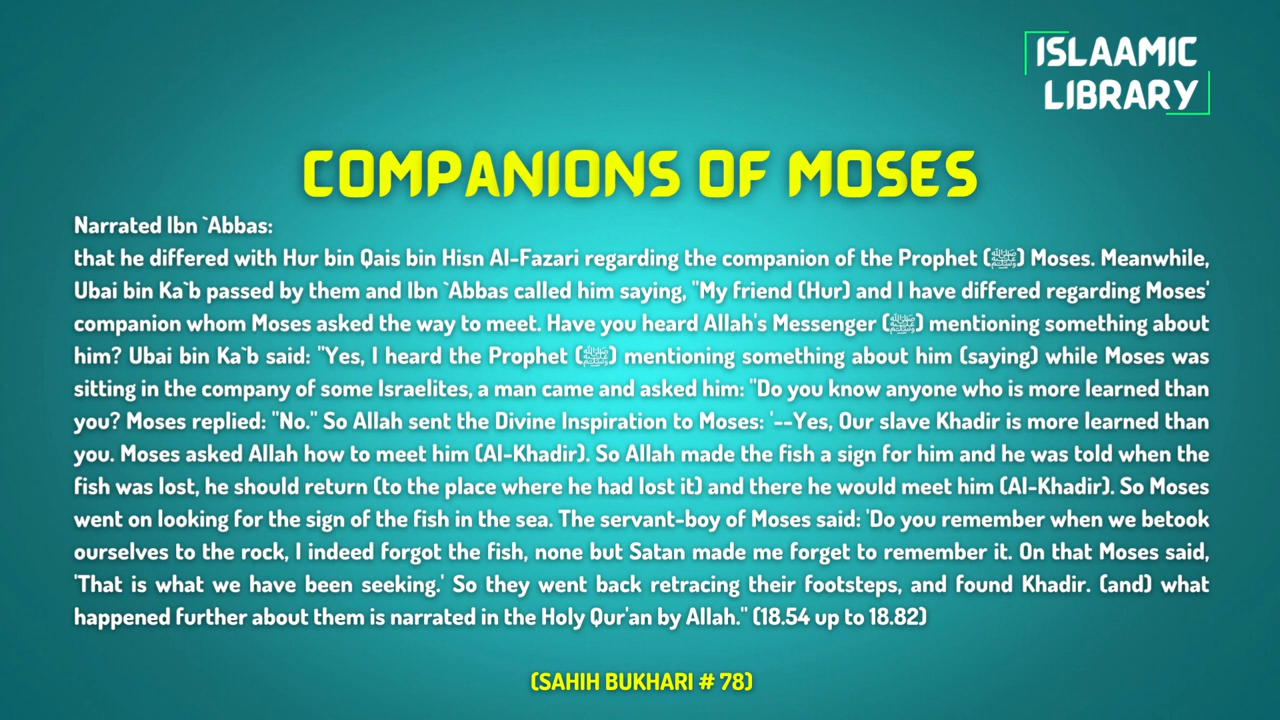 ISLAAMIC
LIBRARY
COMPANIONS OF MOSES
Narrated Ibn `Abbas:
that he differed with Hur bin Qais bin Hisn Al-Fazari regarding the companion of the Prophet (ﷺ) Moses. Meanwhile,
Ubai bin Ka`b passed by them and Ibn `Abbas called him saying, "My friend (Hur) and I have differed regarding Moses'
companion whom Moses asked the way to meet. Have you heard Allah's Messenger (ﷺ) mentioning something about
him? Ubai bin Ka`b said: "Yes, I heard the Prophet (ﷺ) mentioning something about him (saying) while Moses was
sitting in the company of some Israelites, a man came and asked him: "Do you know anyone who is more learned than
you? Moses replied: "No." So Allah sent the Divine Inspiration to Moses: '--Yes, Our slave Khadir is more learned than
you. Moses asked Allah how to meet him (Al-Khadir). So Allah made the fish a sign for him and he was told when the
fish was lost, he should return (to the place where he had lost it) and there he would meet him (Al-Khadir). So Moses
went on looking for the sign of the fish in the sea. The servant-boy of Moses said: 'Do you remember when we betook
ourselves to the rock, I indeed forgot the fish, none but Satan made me forget to remember it. On that Moses said,
'That is what we have been seeking.' So they went back retracing their footsteps, and found Khadir. (and) what
happened further about them is narrated in the Holy Qur'an by Allah." (18.54 up to 18.82)
(SAHIH BUKHARI # 78)